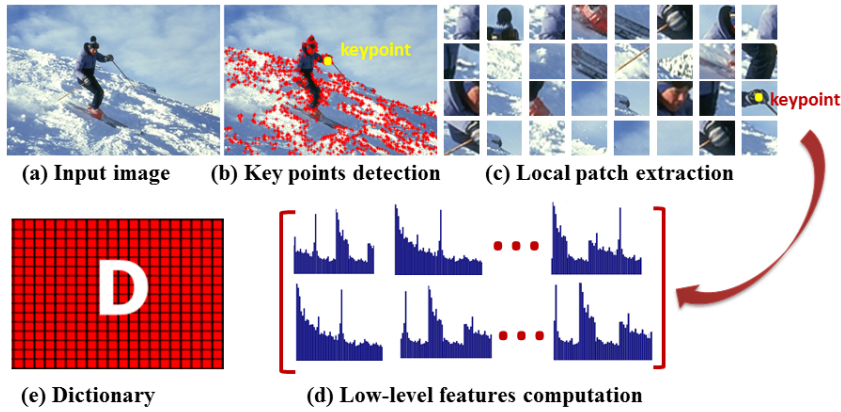 keypoint
keypoint
(a) Input image
(b) Key points detection
(c) Local patch extraction
D
(e) Dictionary
(d) Low-level features computation